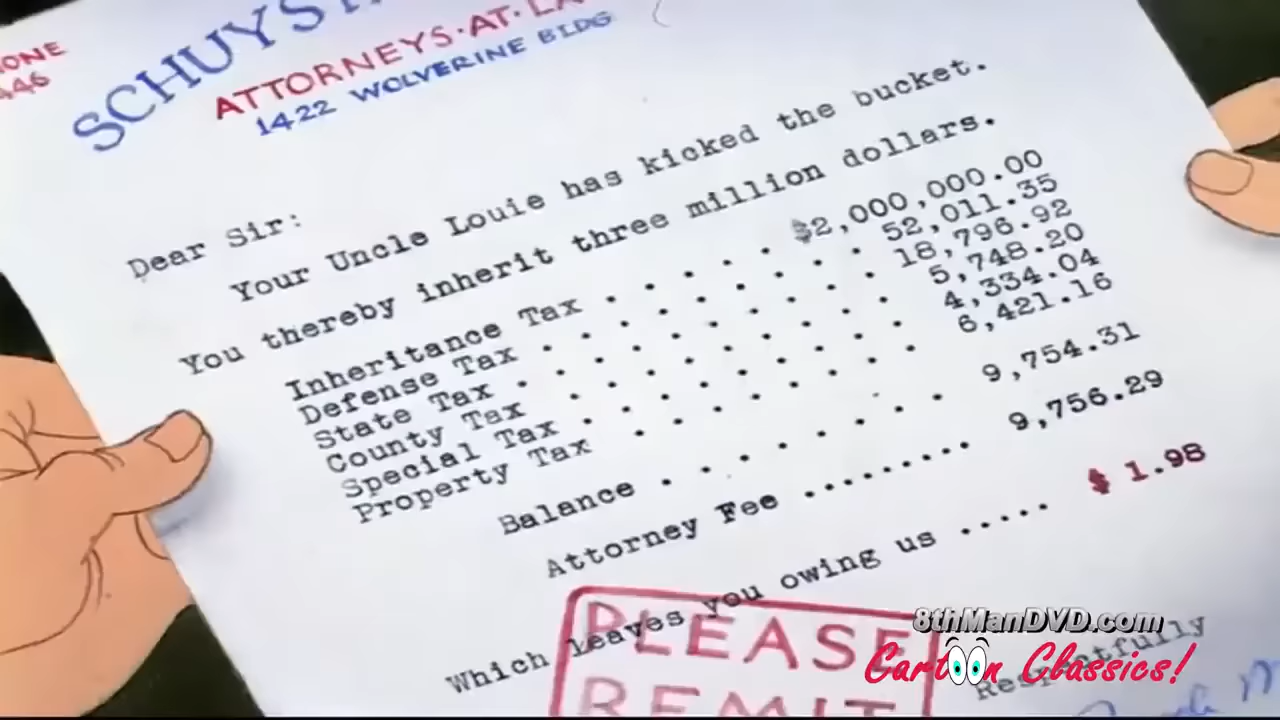 SCHUYST
ATTORNEYS·AT·LA
1422 WOLVERINE BLDG
ONE
446
Dear Sir:
Your Uncle Louie has kicked the bucket.
You thereby inherit three million dollars.
Inheritance Tax . . . . . $2,000,000.00
Defense Tax . . . . . . . . . 52,011.35
State Tax . . . . . . . . . . 18,796.92
County Tax . . . . . . . . . 5,748.20
Special Tax . . . . . . . . . 4,334.04
Property Tax . . . . . . . . 6,421.16
Balance . . . . . . . . 9,754.31
Attorney Fee .......... 9,756.29
Which leaves you owing us ..... $ 1.98
PLEASE
REMIT
Respectfully
8thManDVD.com
Cartoon Classics!